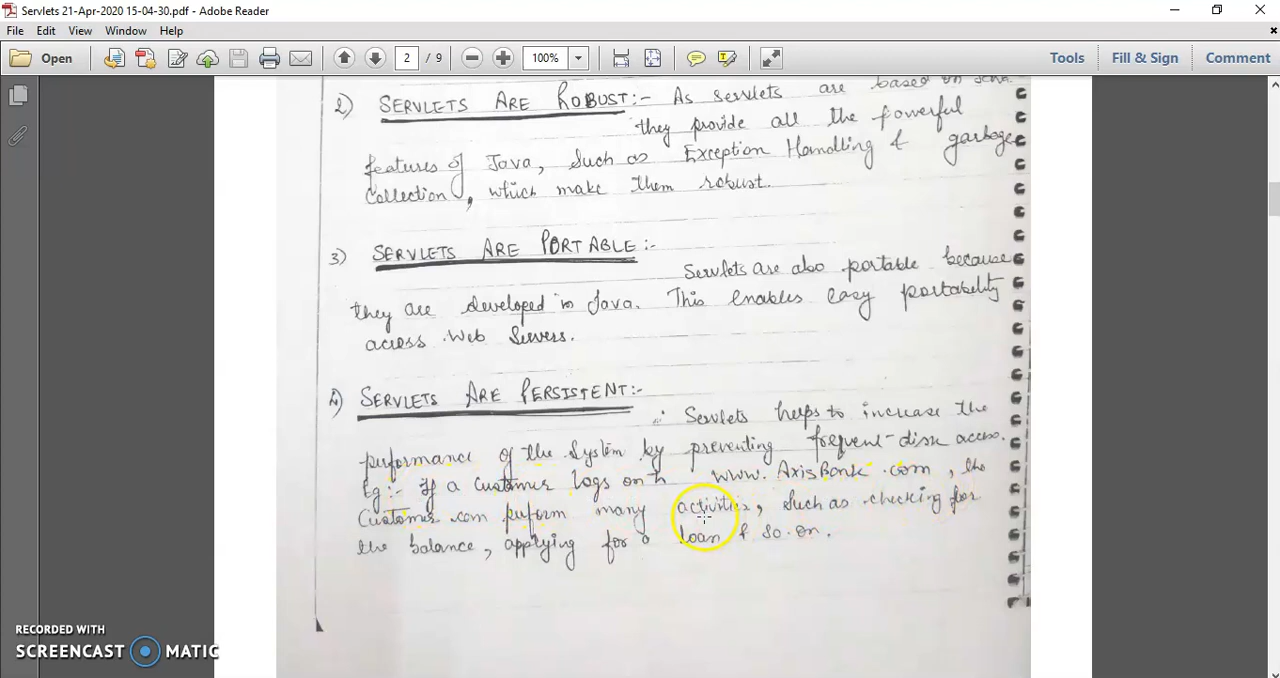 Servlets 21-Apr-2020 15-04-30.pdf - Adobe Reader
File Edit View Window Help
Open 2 / 9 100% Tools Fill & Sign Comment
2) SERVLETS ARE ROBUST:- As servlets are based on
they provide all the powerful
features of Java, such as Exception Handling & garbage
Collection, which make them robust.
3) SERVLETS ARE PORTABLE:-
Servlets are also portable because
they are developed in Java. This enables easy portability
across Web Servers.
4) SERVLETS ARE PERSISTENT:-
Servlets helps to increase the
performance of the System by preventing frequent-disk access.
Eg:- If a Customer logs on to www.AxisBank.com, the
Customer can perform many activities, Such as checking for
the balance, applying for a loan & so on.
RECORDED WITH
SCREENCAST MATIC